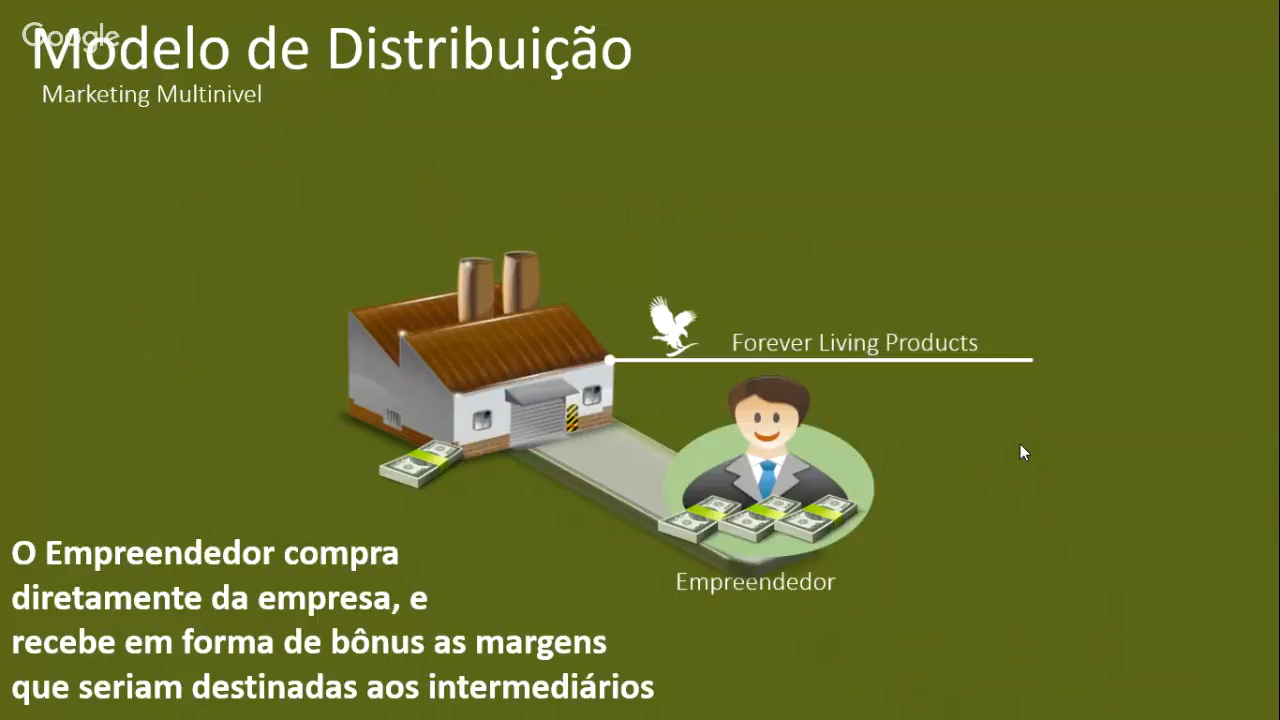 Google
Modelo de Distribuição
Marketing Multinivel
Forever Living Products
Empreendedor
O Empreendedor compra
diretamente da empresa, e
recebe em forma de bônus as margens
que seriam destinadas aos intermediários